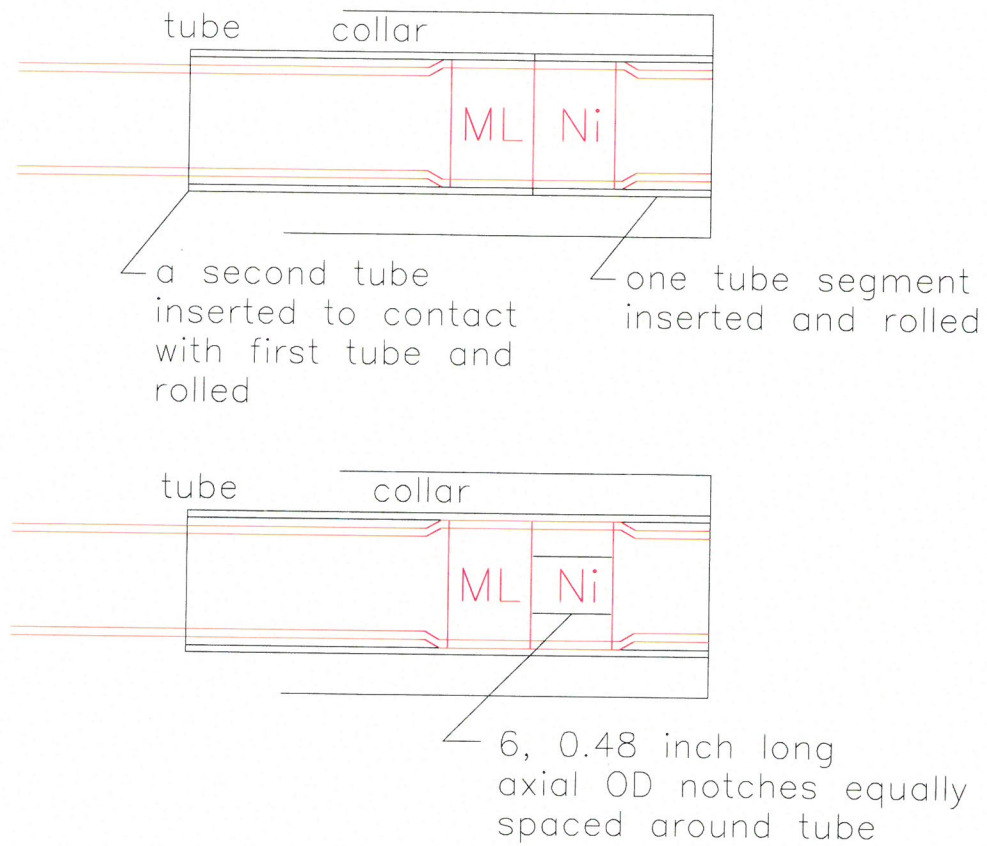 tube collar
ML Ni
a second tube
inserted to contact
with first tube and
rolled
one tube segment
inserted and rolled
tube collar
ML Ni
6, 0.48 inch long
axial OD notches equally
spaced around tube